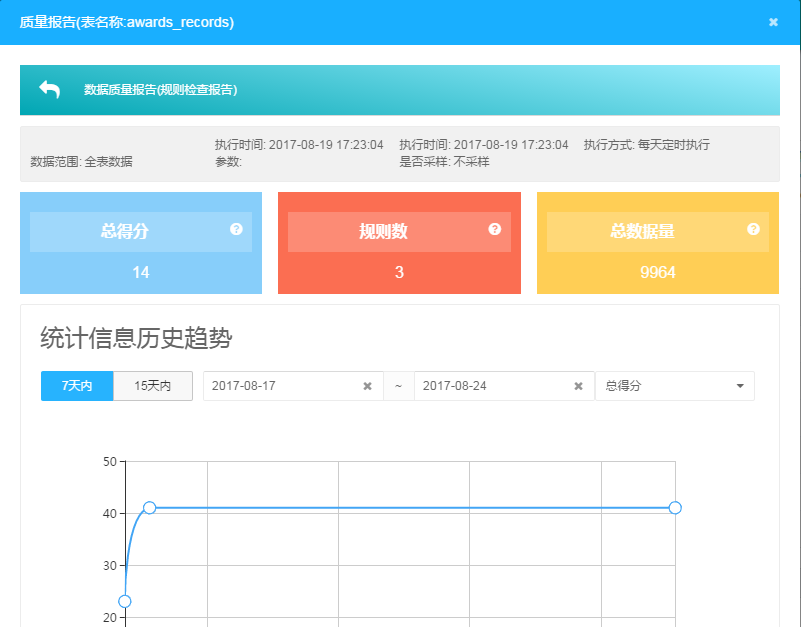 质量报告(表名称:awards_records)
数据质量报告(规则检查报告)
执行时间: 2017-08-19 17:23:04 执行时间: 2017-08-19 17:23:04 执行方式: 每天定时执行
数据范围: 全表数据 参数: 是否采样: 不采样
总得分 规则数 总数据量
14 3 9964
统计信息历史趋势
7天内 15天内 2017-08-17 ~ 2017-08-24 总得分
50
40
30
20